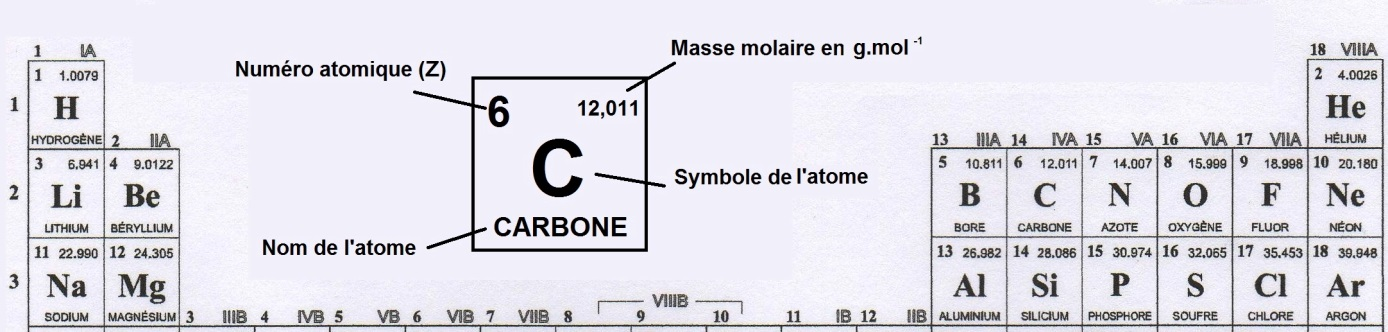 1 IA
18 VIIIA
Masse molaire en g.mol -1
Numéro atomique (Z)
6 12,011
C
CARBONE
Symbole de l'atome
Nom de l'atome
1
1 1.0079
H
HYDROGÈNE
2 4.0026
He
HÉLIUM
2 IIA
13 IIIA 14 IVA 15 VA 16 VIA 17 VIIA
2
3 6,941 4 9.0122
Li Be
LITHIUM BÉRYLLIUM
5 10.811 6 12.011 7 14.007 8 15.999 9 18.998 10 20.180
B C N O F Ne
BORE CARBONE AZOTE OXYGÈNE FLUOR NÉON
3
11 22.990 12 24.305
Na Mg
SODIUM MAGNÉSIUM
13 26.982 14 28.086 15 30.974 16 32,065 17 35.453 18 39.948
Al Si P S Cl Ar
ALUMINIUM SILICIUM PHOSPHORE SOUFRE CHLORE ARGON
VIIIB
3 IIIB 4 IVB 5 VB 6 VIB 7 VIIB 8 9 10 11 IB 12 IIB